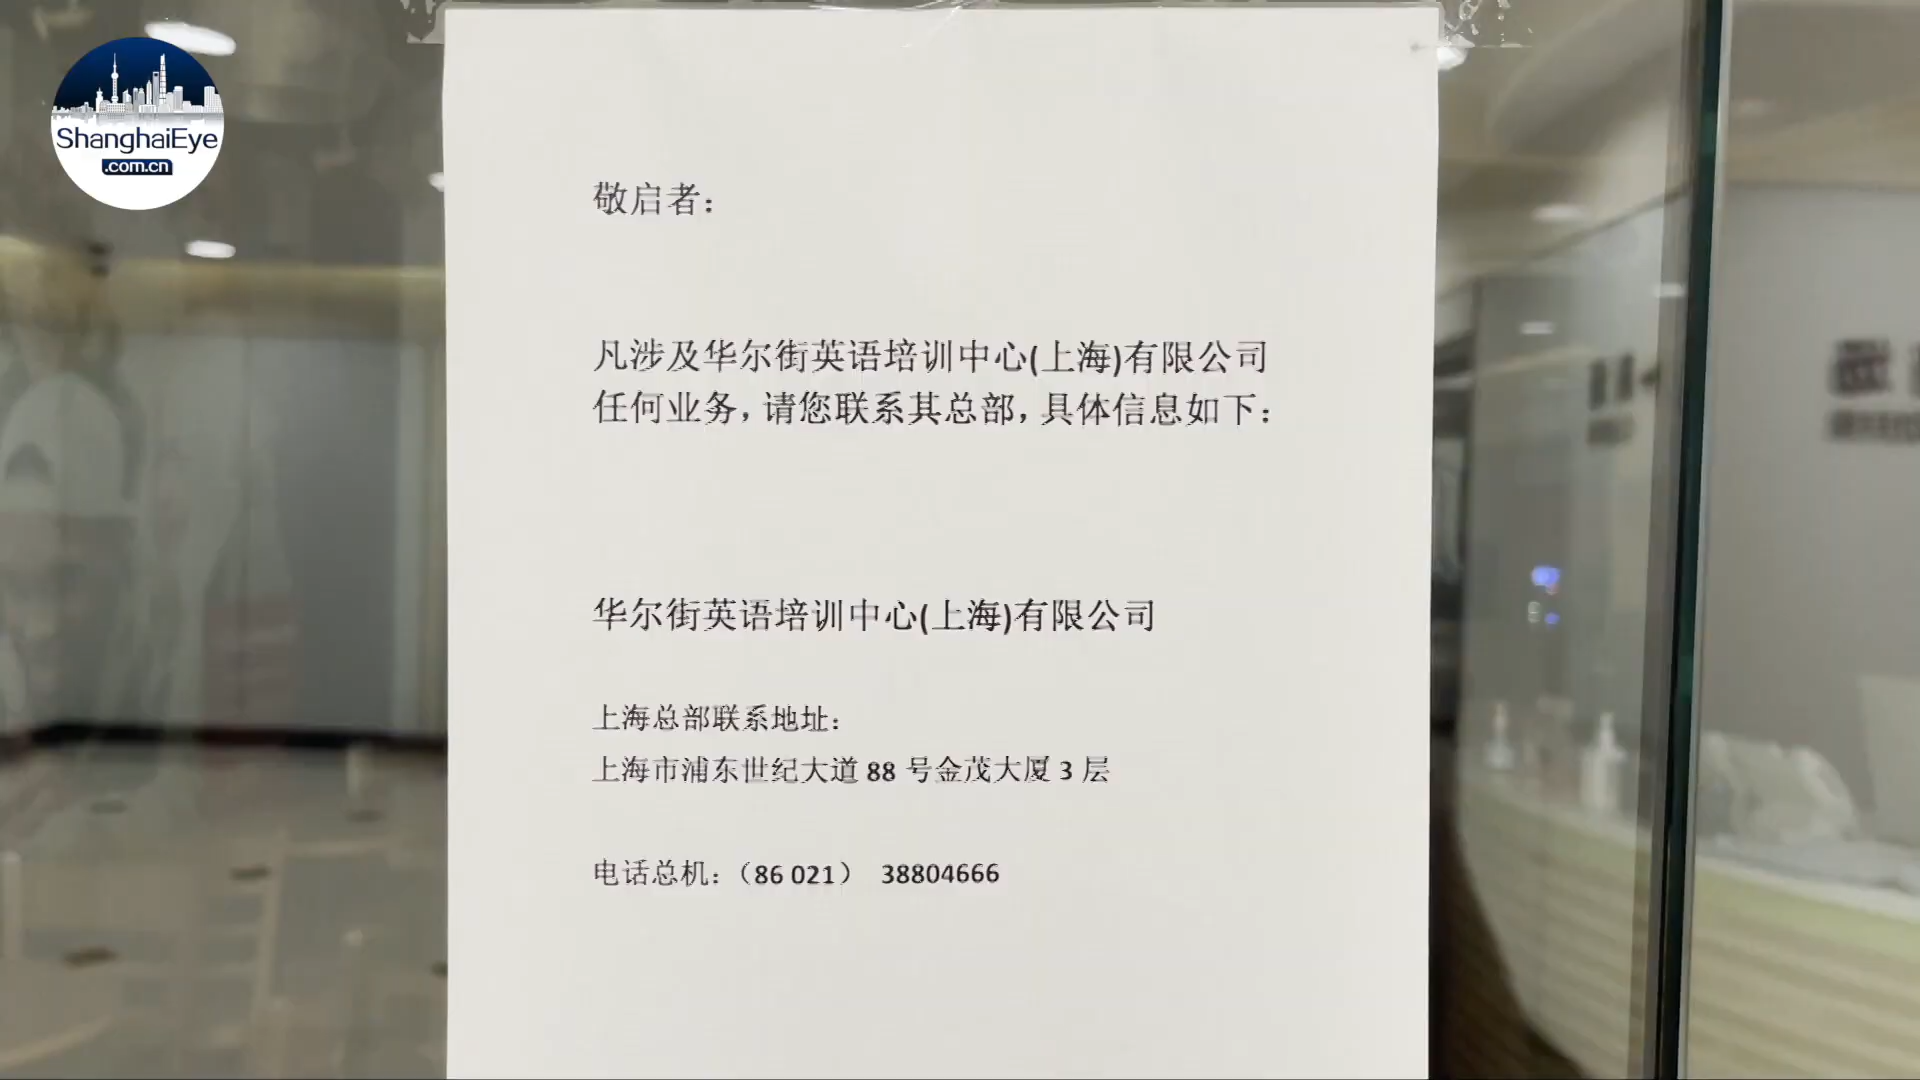 ShanghaiEye
.com.cn
敬启者：
凡涉及华尔街英语培训中心(上海)有限公司
任何业务，请您联系其总部，具体信息如下：
华尔街英语培训中心(上海)有限公司
上海总部联系地址：
上海市浦东世纪大道 88 号金茂大厦 3 层
电话总机：（86 021） 38804666